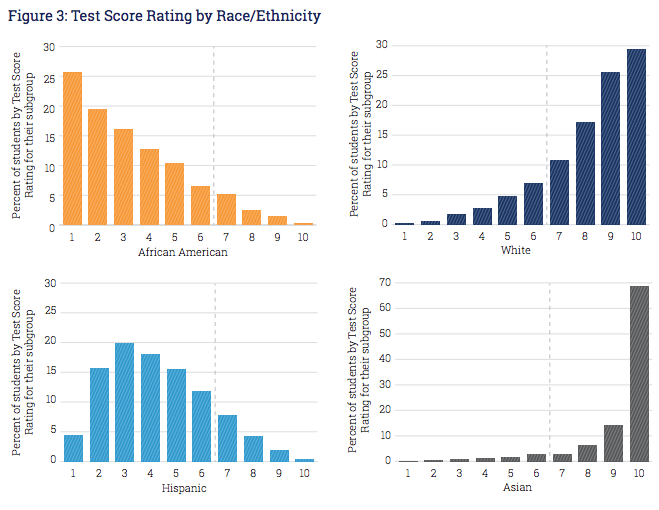 Figure 3: Test Score Rating by Race/Ethnicity
Percent of students by Test Score
Rating for their subgroup
30
25
20
15
10
5
0
1 2 3 4 5 6 7 8 9 10
African American
Percent of students by Test Score
Rating for their subgroup
30
25
20
15
10
5
0
1 2 3 4 5 6 7 8 9 10
White
Percent of students by Test Score
Rating for their subgroup
30
25
20
15
10
5
0
1 2 3 4 5 6 7 8 9 10
Hispanic
Percent of students by Test Score
Rating for their subgroup
70
60
50
40
30
20
10
0
1 2 3 4 5 6 7 8 9 10
Asian